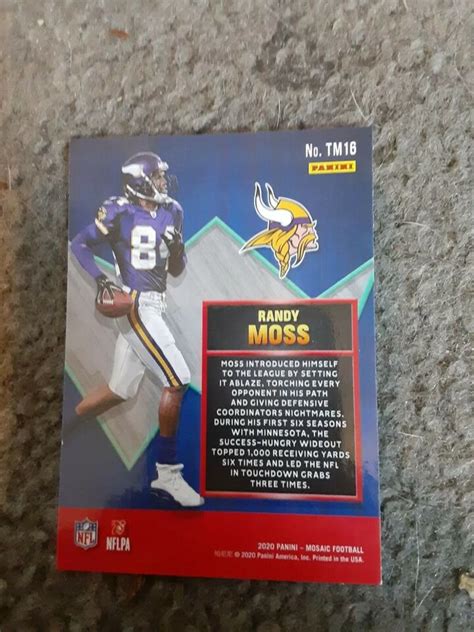 No. TM16
PANINI
84
RANDY
MOSS
MOSS INTRODUCED HIMSELF
TO THE LEAGUE BY SETTING
IT ABLAZE, TORCHING EVERY
OPPONENT IN HIS PATH
AND GIVING DEFENSIVE
COORDINATORS NIGHTMARES.
DURING HIS FIRST SIX SEASONS
WITH MINNESOTA, THE
SUCCESS-HUNGRY WIDEOUT
TOPPED 1,000 RECEIVING YARDS
SIX TIMES AND LED THE NFL
IN TOUCHDOWN GRABS
THREE TIMES.
NFL
NFLPA
2020 PANINI – MOSAIC FOOTBALL
© 2020 Panini America, Inc. Printed in the USA.